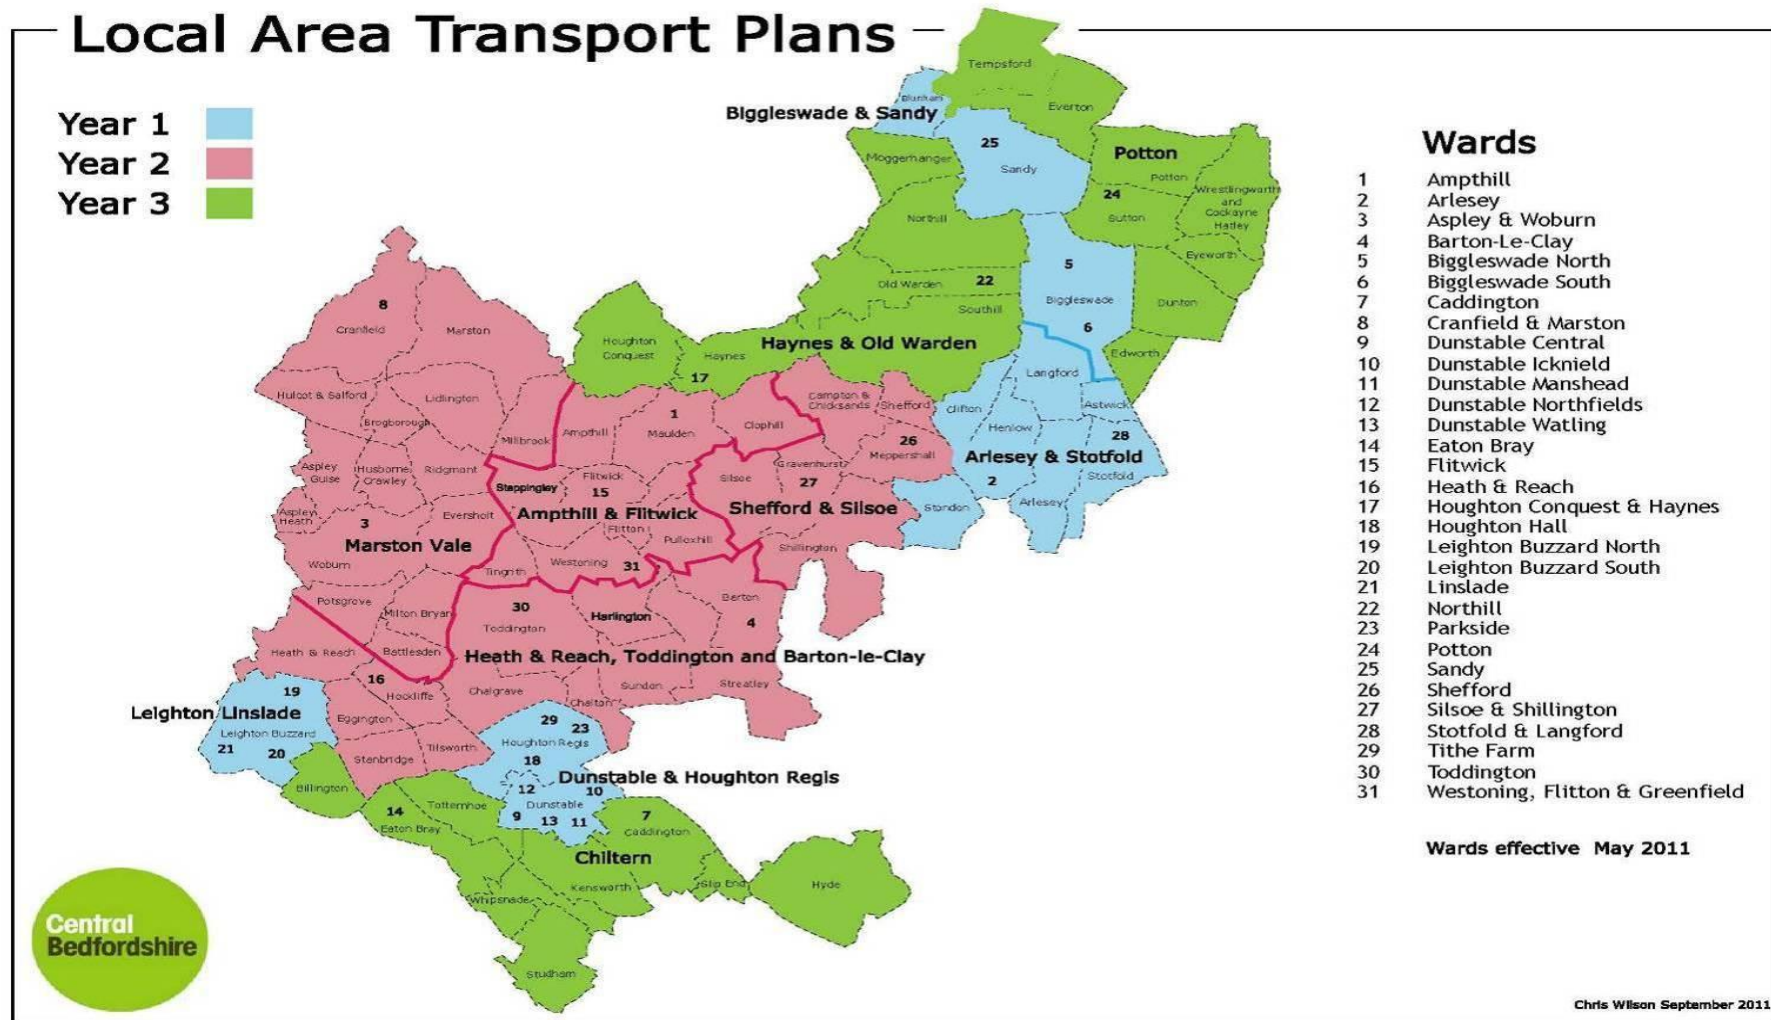 Local Area Transport Plans
Year 1
Year 2
Year 3
Tempsford
Blunham
Everton
Biggleswade & Sandy
25
Sandy
Moggerhanger
Potton
Potton
24
Sutton
Wrestlingworth
and
Cockayne
Hatley
Northill
Eyeworth
5
Old Warden
22
Biggleswade
Dunton
Southill
6
8
Cranfield
Marston
Houghton
Conquest
Haynes
Haynes & Old Warden
17
Edworth
Langford
Hulcot & Salford
Lidlington
Brogborough
Millbrook
Ampthill
1
Maulden
Clophill
Campton &
Chicksands
Shefford
Clifton
Astwick
Henlow
28
26
Meppershall
Arlesey & Stotfold
Stotfold
Aspley
Guise
Husborne
Crawley
Ridgmont
Steppingley
Flitwick
15
Silsoe
Gravenhurst
27
2
Stondon
Arlesey
Aspley
Heath
3
Eversholt
Ampthill & Flitwick
Shefford & Silsoe
Flitton
Pulloxhill
Marston Vale
Woburn
Shillington
Tingrith
Westoning
31
Potsgrove
Milton Bryan
30
Toddington
Harlington
Barton
4
Heath & Reach
Battlesden
Heath & Reach, Toddington and Barton-le-Clay
16
Hockliffe
Chalgrave
Sundon
Streatley
Chalton
19
Leighton Linslade
Leighton Buzzard
21
20
Eggington
29
23
Houghton Regis
Tilsworth
Stanbridge
18
Dunstable & Houghton Regis
Billington
12
10
Dunstable
14
Totternhoe
Eaton Bray
9
13
11
7
Caddington
Chiltern
Kensworth
Slip End
Hyde
Whipsnade
Studham
Central
Bedfordshire
Wards
1 Ampthill
2 Arlesey
3 Aspley & Woburn
4 Barton-Le-Clay
5 Biggleswade North
6 Biggleswade South
7 Caddington
8 Cranfield & Marston
9 Dunstable Central
10 Dunstable Icknield
11 Dunstable Manshead
12 Dunstable Northfields
13 Dunstable Watling
14 Eaton Bray
15 Flitwick
16 Heath & Reach
17 Houghton Conquest & Haynes
18 Houghton Hall
19 Leighton Buzzard North
20 Leighton Buzzard South
21 Linslade
22 Northill
23 Parkside
24 Potton
25 Sandy
26 Shefford
27 Silsoe & Shillington
28 Stotfold & Langford
29 Tithe Farm
30 Toddington
31 Westoning, Flitton & Greenfield
Wards effective May 2011
Chris Wilson September 2011